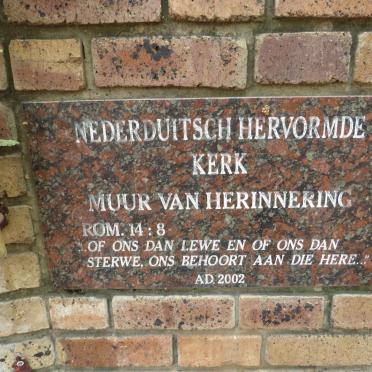 NEDERDUITSCH HERVORMDE
KERK
MUUR VAN HERINNERING
ROM. 14 : 8
"OF ONS DAN LEWE EN OF ONS DAN
STERWE, ONS BEHOORT AAN DIE HERE..."
A.D. 2002